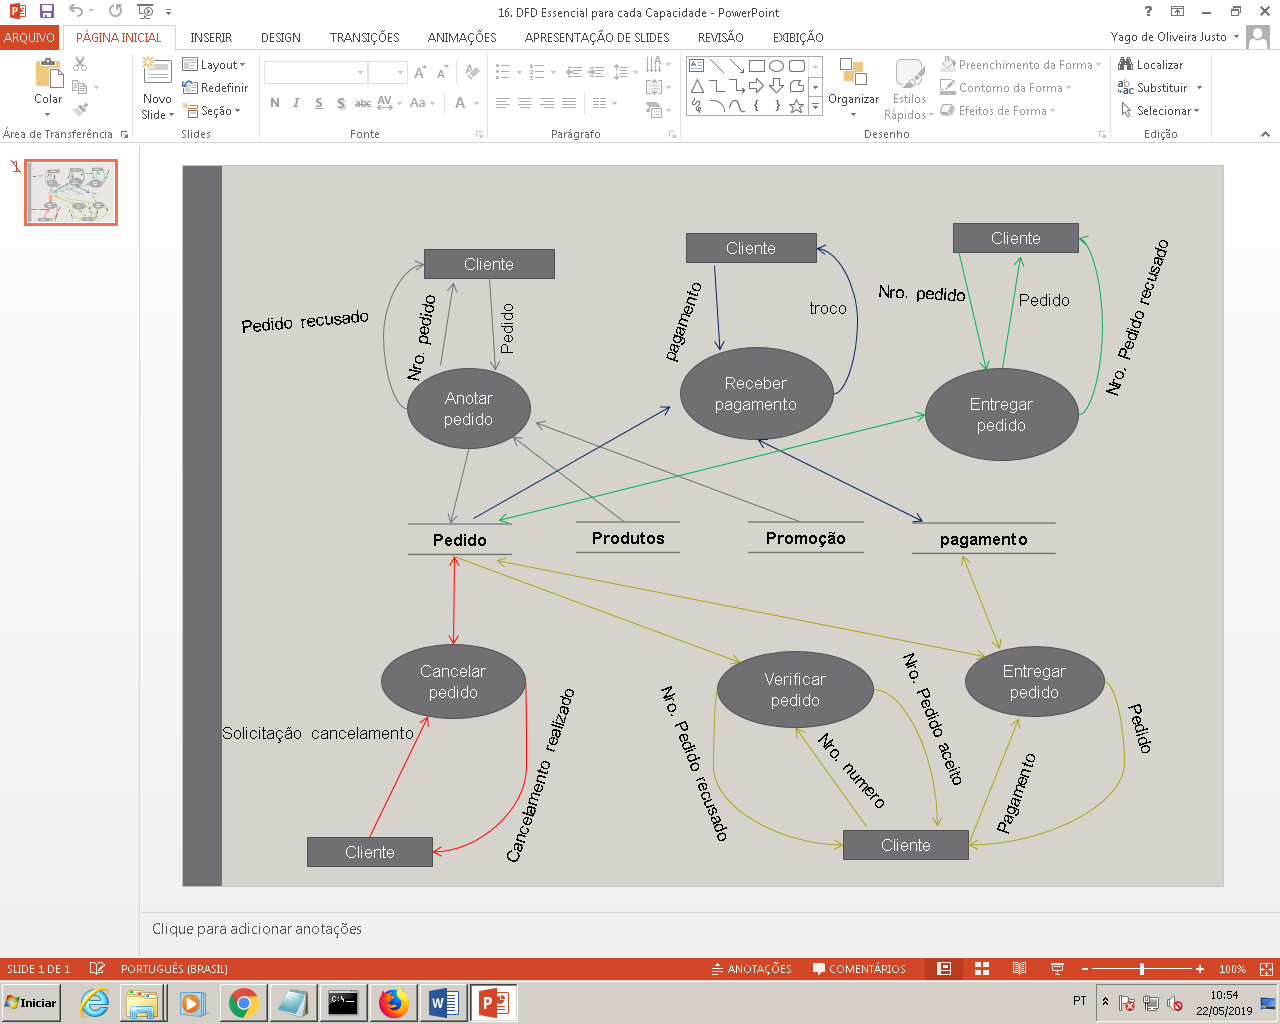 16. DFD Essencial para cada Capacidade - PowerPoint
ARQUIVO
PÁGINA INICIAL
INSERIR
DESIGN
TRANSIÇÕES
ANIMAÇÕES
APRESENTAÇÃO DE SLIDES
REVISÃO
EXIBIÇÃO
Yago de Oliveira Justo
Colar
Novo
Slide
Layout
Redefinir
Seção
N I S S abc AV Aa A
Organizar
Estilos
Rápidos
Preenchimento da Forma
Contorno da Forma
Efeitos de Forma
Localizar
Substituir
Selecionar
Área de Transferência
Slides
Fonte
Parágrafo
Desenho
Edição
1
Cliente
Cliente
Cliente
Pedido recusado
Nro. pedido
Pedido
pagamento
troco
Nro. pedido
Pedido
Nro. Pedido recusado
Anotar
pedido
Receber
pagamento
Entregar
pedido
Pedido
Produtos
Promoção
pagamento
Cancelar
pedido
Verificar
pedido
Entregar
pedido
Solicitação cancelamento
Cancelamento realizado
Nro. Pedido recusado
Nro. numero
Nro. Pedido aceito
Pagamento
Pedido
Cliente
Cliente
Clique para adicionar anotações
SLIDE 1 DE 1
PORTUGUÊS (BRASIL)
ANOTAÇÕES
COMENTÁRIOS
100%
Iniciar
PT
10:54
22/05/2019